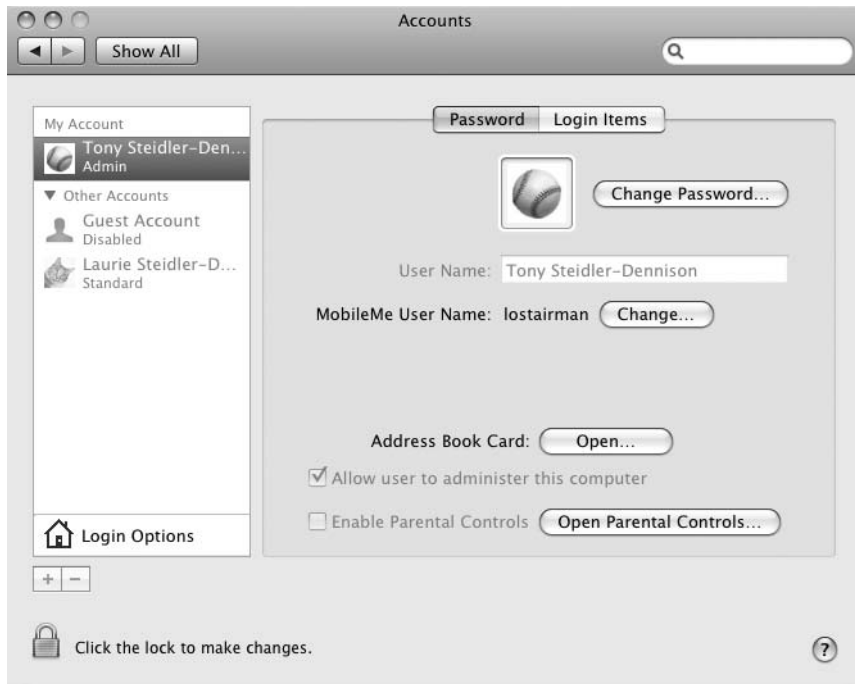 Accounts
Show All
My Account
Tony Steidler-Den...
Admin
Other Accounts
Guest Account
Disabled
Laurie Steidler-D...
Standard
Login Options
+ −
Click the lock to make changes.
Password Login Items
Change Password...
User Name: Tony Steidler-Dennison
MobileMe User Name: lostairman Change...
Address Book Card: Open...
Allow user to administer this computer
Enable Parental Controls Open Parental Controls...
?